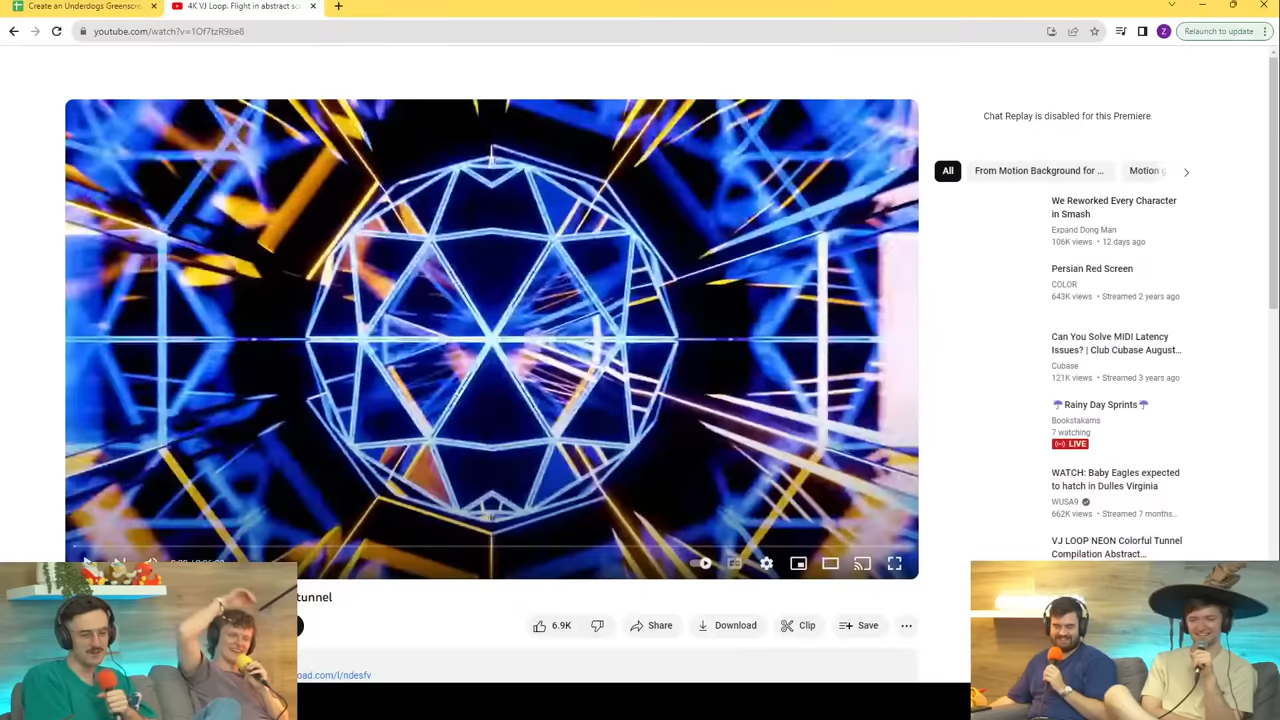 Create an Underdogs Greenscre
4K VJ Loop. Flight in abstract
youtube.com/watch?v=1Of7tzR9be8
Z
Relaunch to update
Chat Replay is disabled for this Premiere.
All
From Motion Background for ...
Motion g
We Reworked Every Character
in Smash
Expand Dong Man
106K views • 12 days ago
Persian Red Screen
COLOR
643K views • Streamed 2 years ago
Can You Solve MIDI Latency
Issues? | Club Cubase August...
Cubase
121K views • Streamed 3 years ago
☔Rainy Day Sprints☔
Bookstakams
7 watching
LIVE
WATCH: Baby Eagles expected
to hatch in Dulles Virginia
WUSA9
662K views • Streamed 7 months...
VJ LOOP NEON Colorful Tunnel
Compilation Abstract...
tunnel
6.9K
Share
Download
Clip
Save
oad.com/l/ndesfv